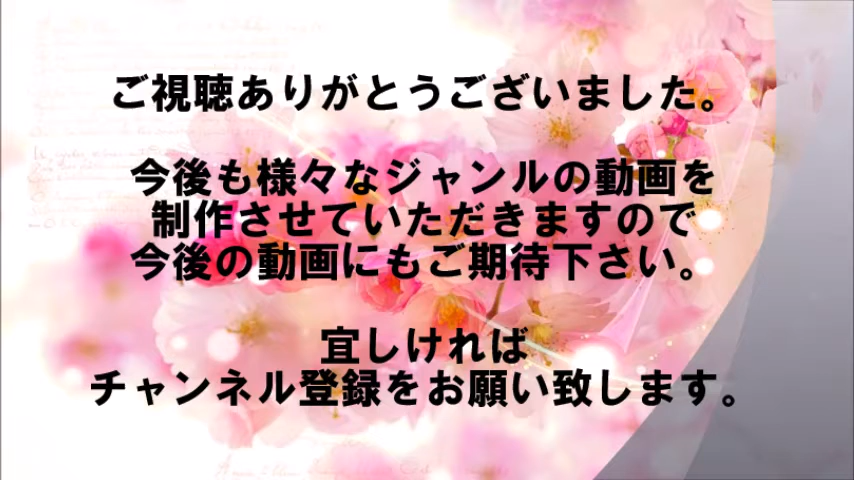 ご視聴ありがとうございました。
今後も様々なジャンルの動画を
制作させていただきますので
今後の動画にもご期待下さい。
宜しければ
チャンネル登録をお願い致します。